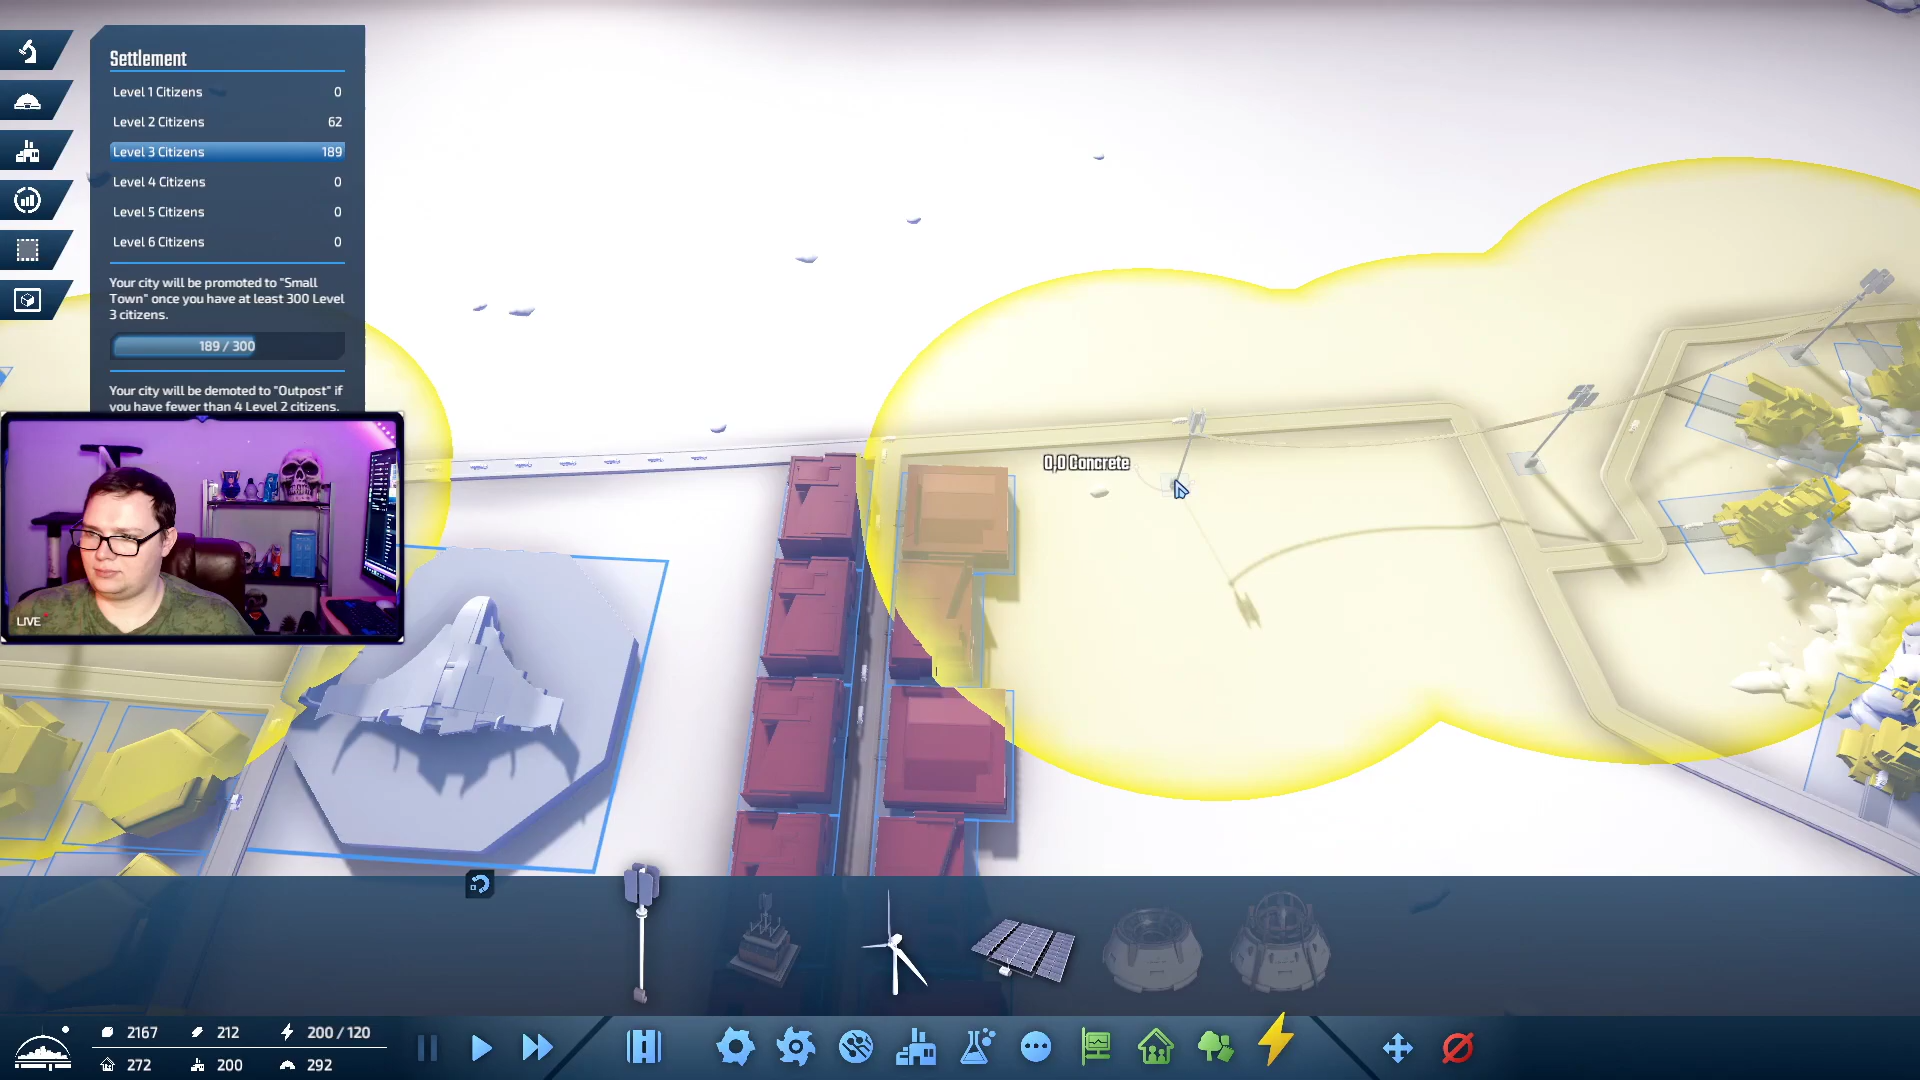 Settlement
Level 1 Citizens 0
Level 2 Citizens 62
Level 3 Citizens 189
Level 4 Citizens 0
Level 5 Citizens 0
Level 6 Citizens 0
Your city will be promoted to "Small
Town" once you have at least 300 Level
3 citizens.
189 / 300
Your city will be demoted to "Outpost" if
you have fewer than 4 Level 2 citizens.
0,0 Concrete
LIVE
2167 212 200 / 120
272 200 292